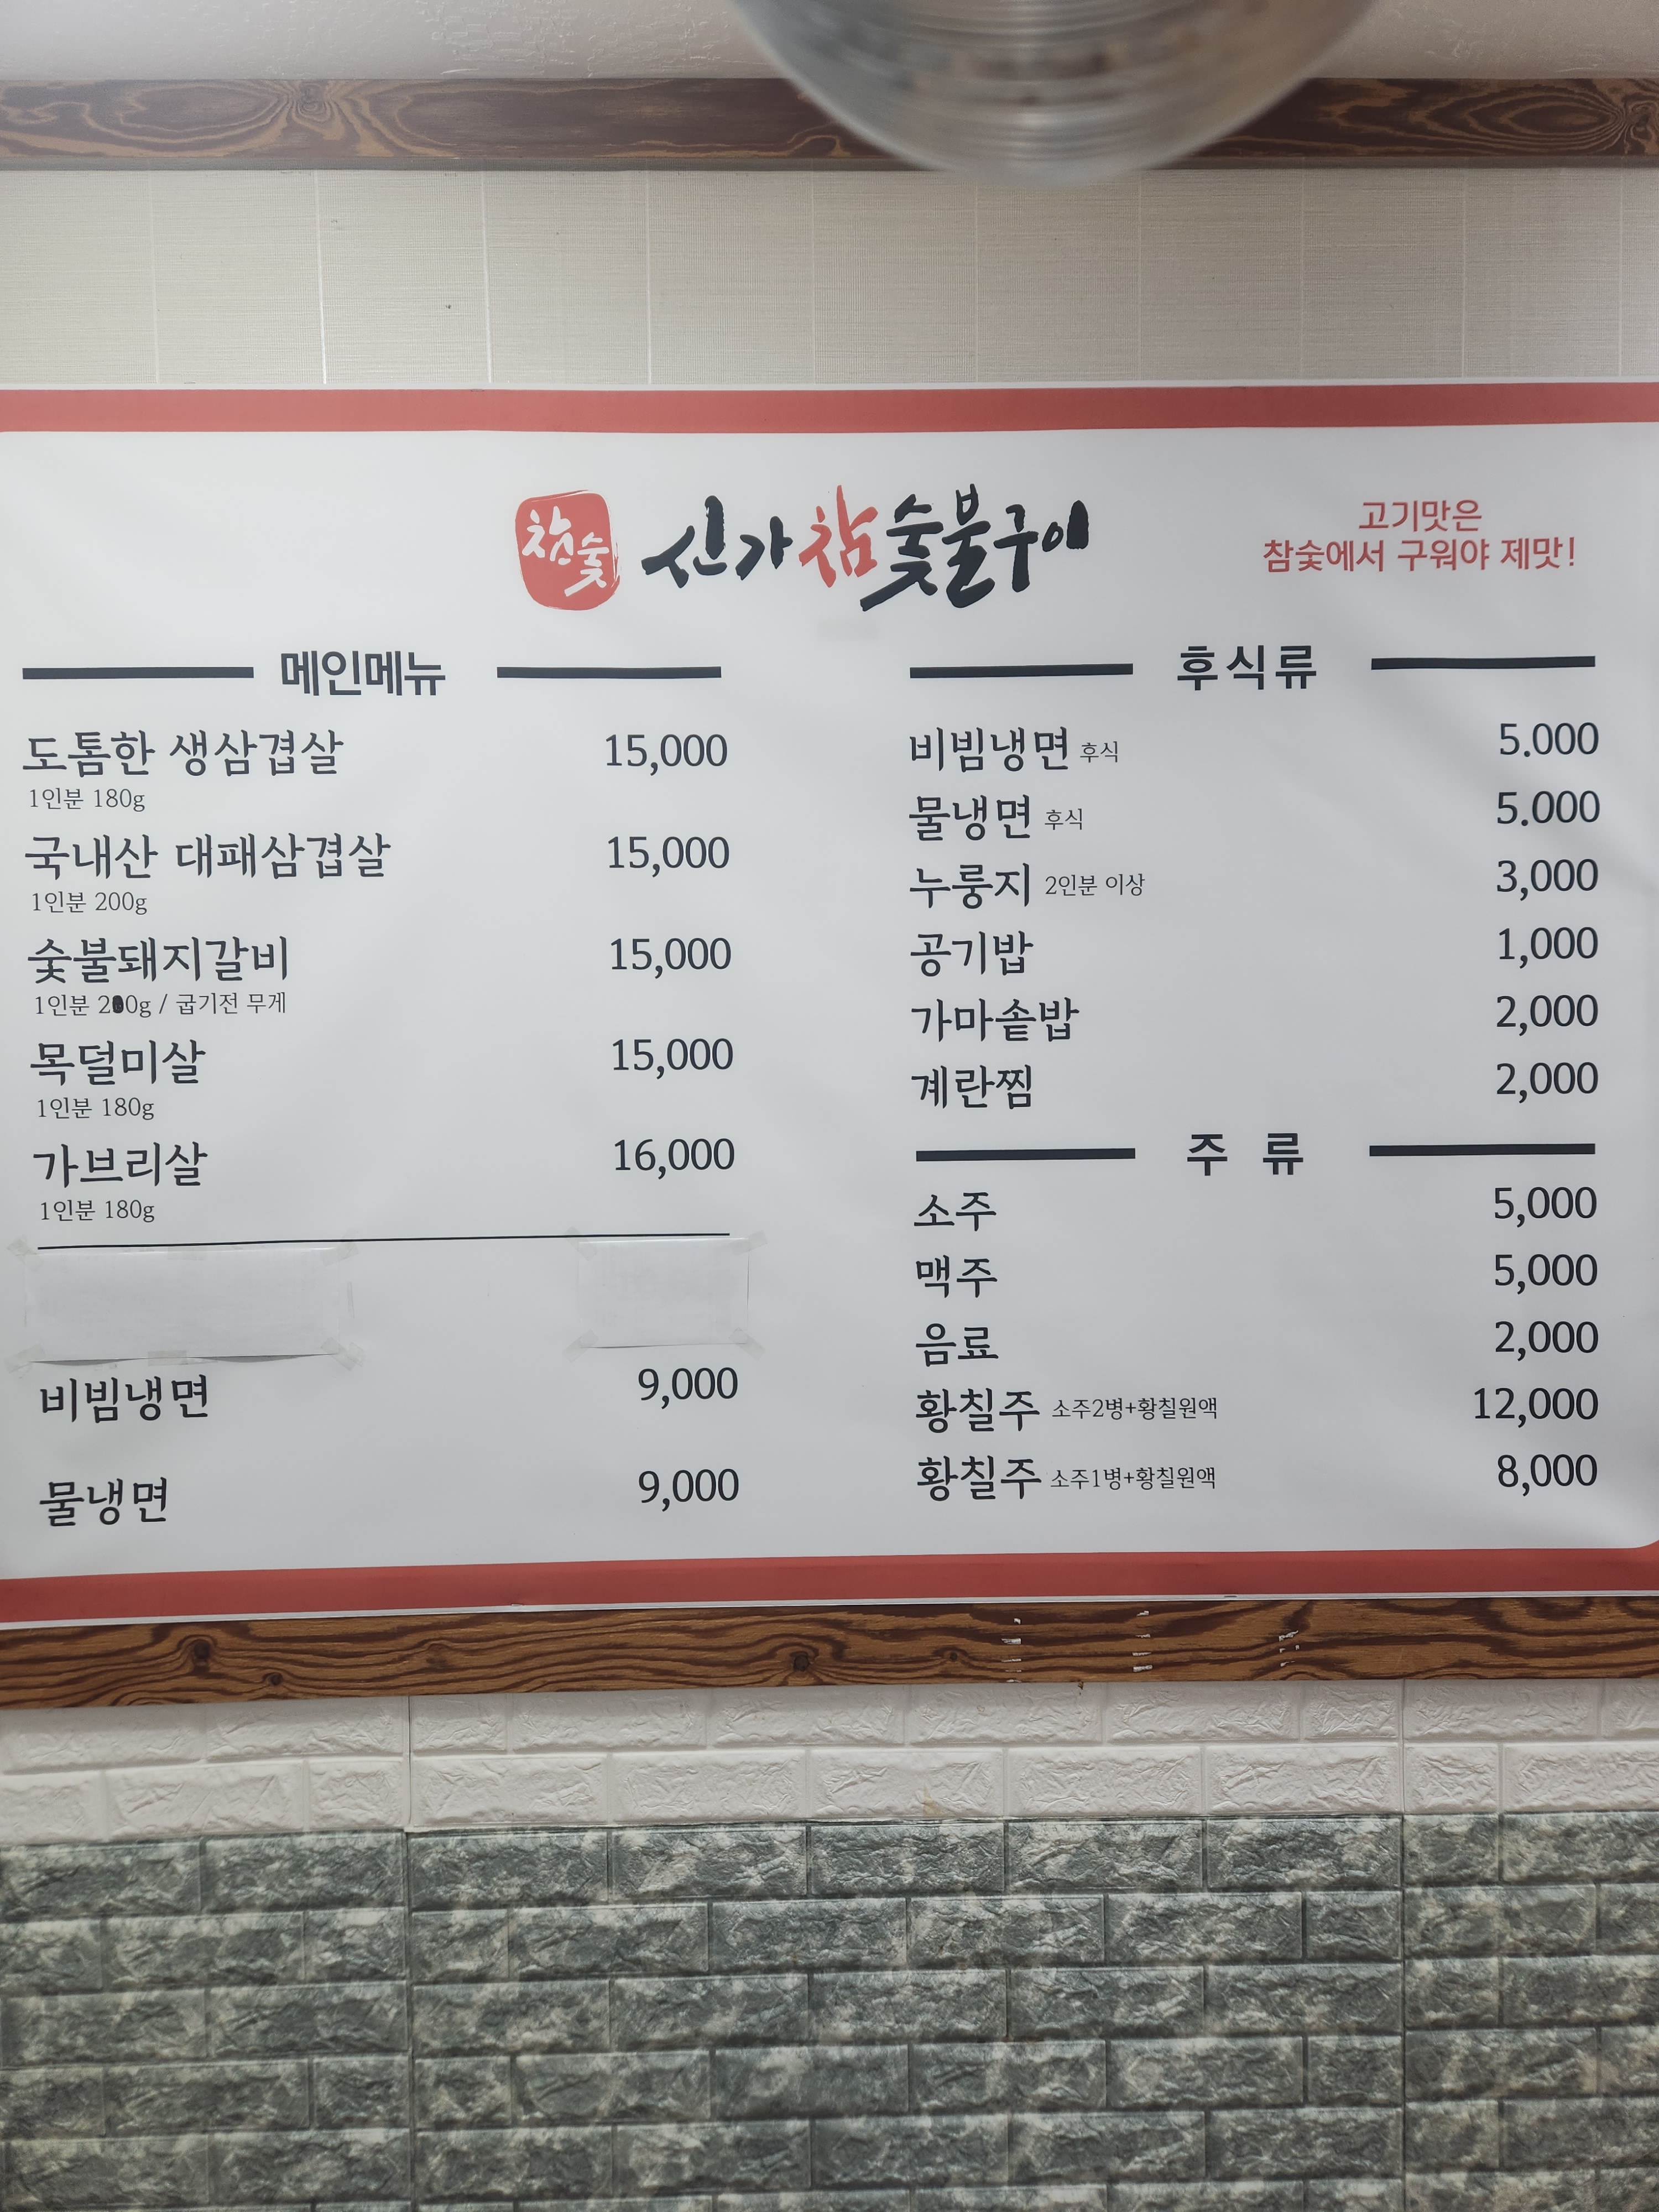 참숯
신가참숯불구이
고기맛은
참숯에서 구워야 제맛!
메인메뉴
도톰한 생삼겹살 15,000
1인분 180g
국내산 대패삼겹살 15,000
1인분 200g
숯불돼지갈비 15,000
1인분 200g / 굽기전 무게
목덜미살 15,000
1인분 180g
가브리살 16,000
1인분 180g
비빔냉면 9,000
물냉면 9,000
후식류
비빔냉면 후식 5.000
물냉면 후식 5.000
누룽지 2인분 이상 3,000
공기밥 1,000
가마솥밥 2,000
계란찜 2,000
주 류
소주 5,000
맥주 5,000
음료 2,000
황칠주 소주2병+황칠원액 12,000
황칠주 소주1병+황칠원액 8,000